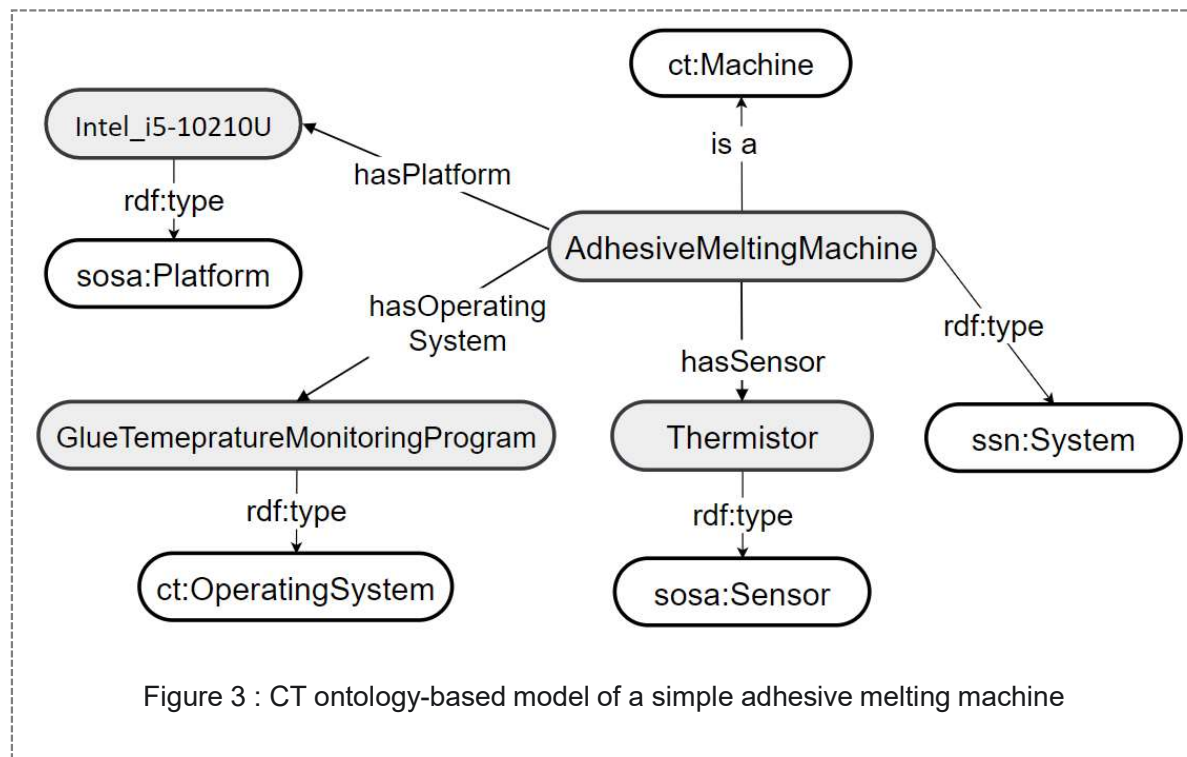 ct:Machine
Intel_i5-10210U
is a
hasPlatform
rdf:type
AdhesiveMeltingMachine
sosa:Platform
hasOperating
System
rdf:type
hasSensor
GlueTemepratureMonitoringProgram
Thermistor
ssn:System
rdf:type
rdf:type
ct:OperatingSystem
sosa:Sensor
Figure 3 : CT ontology-based model of a simple adhesive melting machine